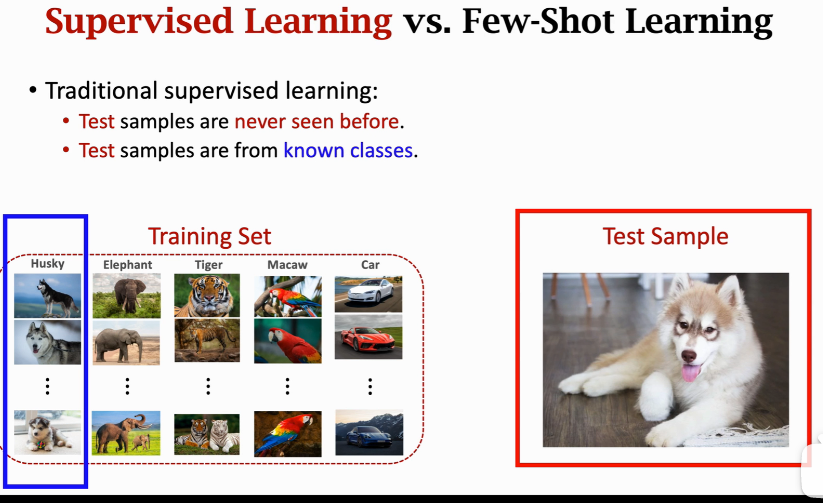 Supervised Learning vs. Few-Shot Learning
• Traditional supervised learning:
• Test samples are never seen before.
• Test samples are from known classes.
Training Set
Husky Elephant Tiger Macaw Car
Test Sample